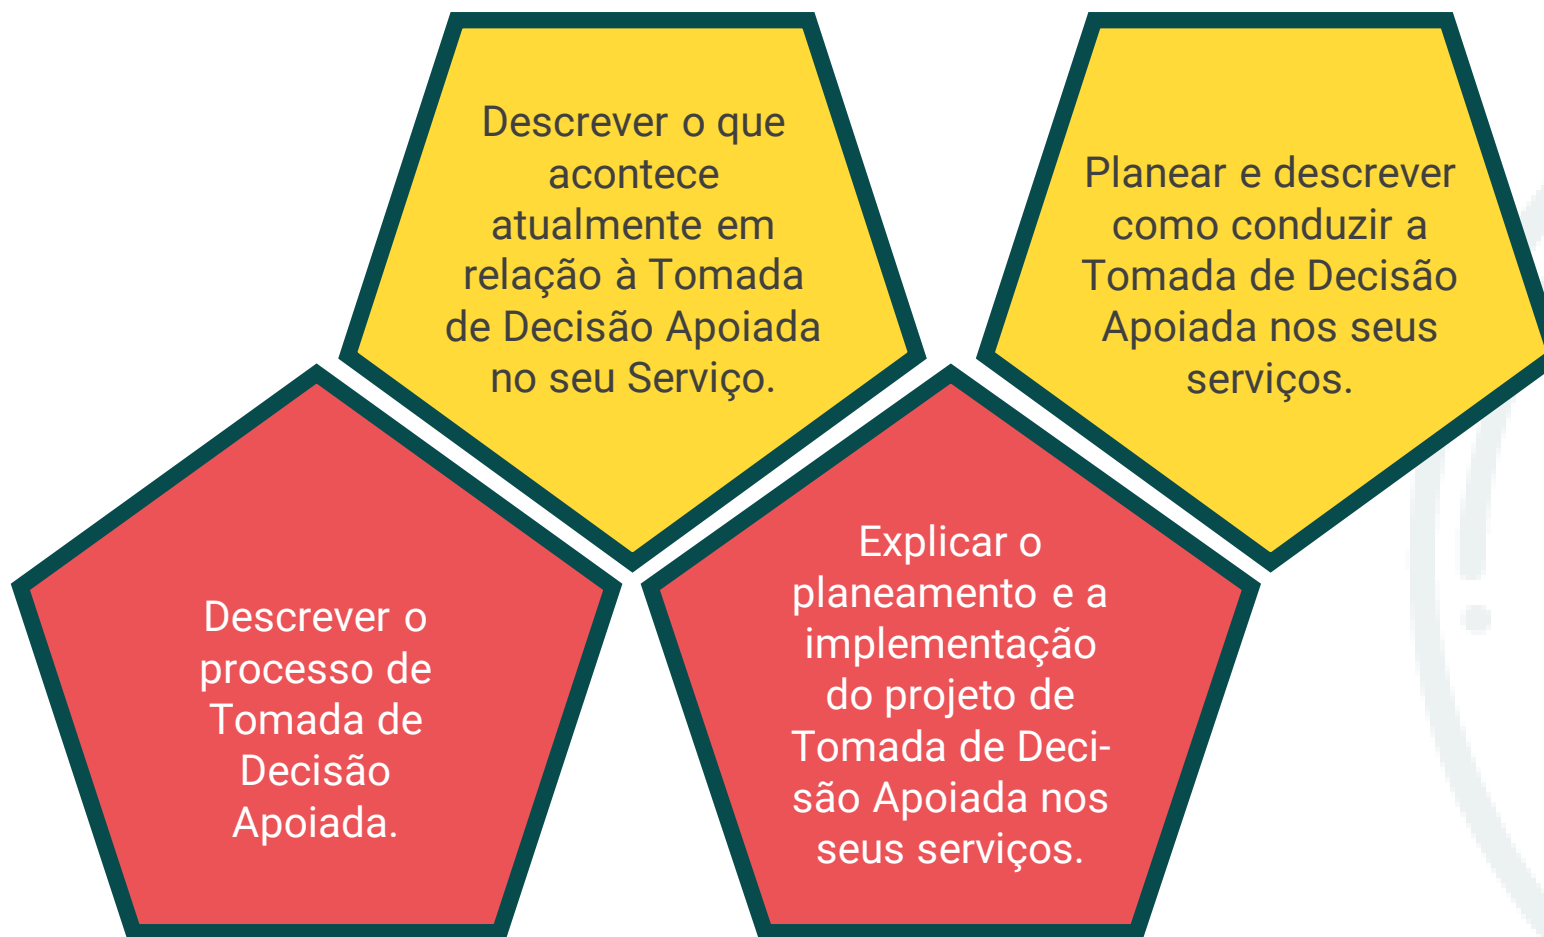 Descrever o que
acontece
atualmente em
relação à Tomada
de Decisão Apoiada
no seu Serviço.
Planear e descrever
como conduzir a
Tomada de Decisão
Apoiada nos seus
serviços.
Descrever o
processo de
Tomada de
Decisão
Apoiada.
Explicar o
planeamento e a
implementação
do projeto de
Tomada de Deci-
são Apoiada nos
seus serviços.